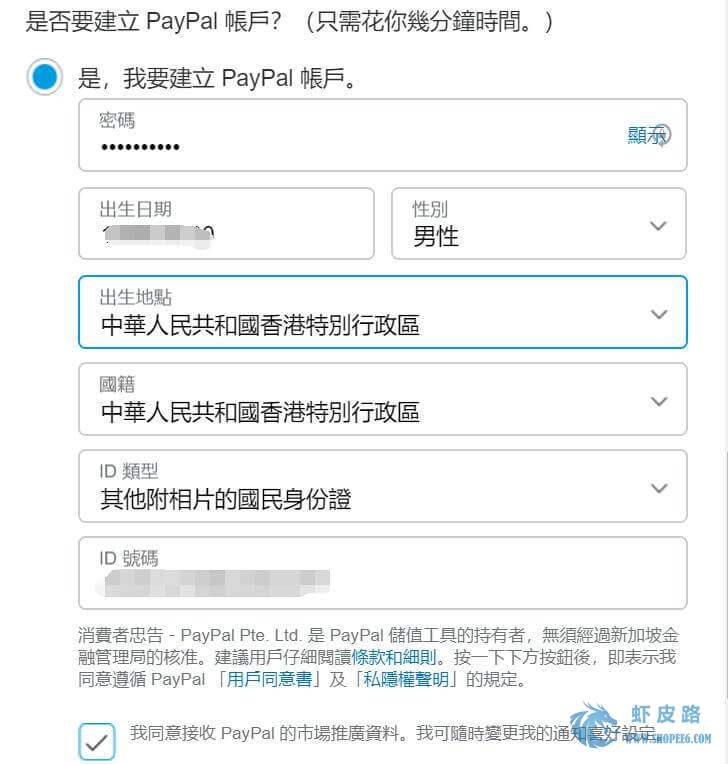 是否要建立 PayPal 帳戶？（只需花你幾分鐘時間。）
是，我要建立 PayPal 帳戶。
密碼
••••••••••
顯示
出生日期
性別
男性
出生地點
中華人民共和國香港特別行政區
國籍
中華人民共和國香港特別行政區
ID 類型
其他附相片的國民身份證
ID 號碼
消費者忠告 - PayPal Pte. Ltd. 是 PayPal 儲值工具的持有者，無須經過新加坡金
融管理局的核准。建議用戶仔細閱讀條款和細則。按一下下方按鈕後，即表示我
同意遵循 PayPal 「用戶同意書」及「私隱權聲明」的規定。
我同意接收 PayPal 的市場推廣資料。我可隨時變更我的通知喜好設定。
虾皮路
WWW.SHOPEE6.COM